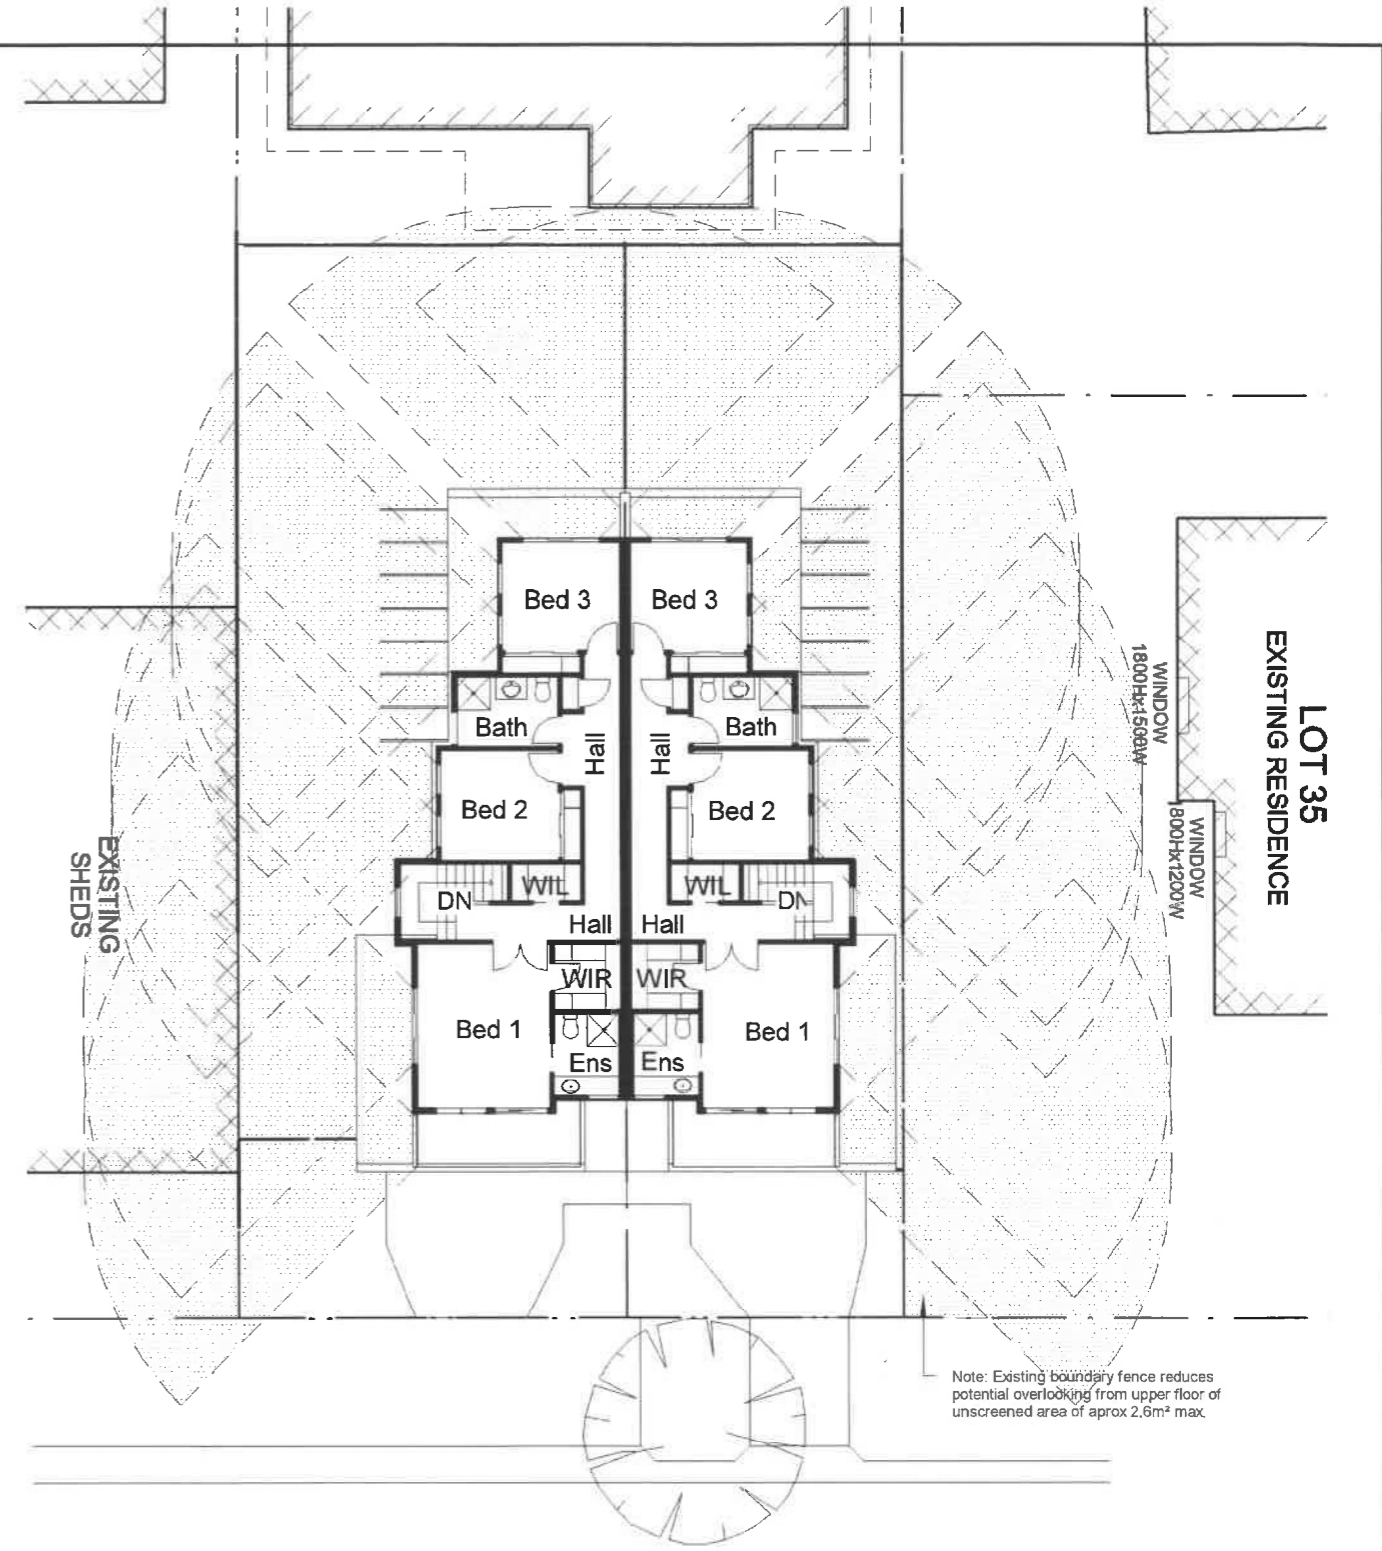 Bed 3
Bed 3
Bath
Bath
Hall
Hall
Bed 2
Bed 2
DN
WIL
WIL
DN
Hall
Hall
WIR
WIR
Bed 1
Bed 1
Ens
Ens
EXISTING
SHEDS
WINDOW
1800Hx1500W
WINDOW
1800Hx1200W
LOT 35
EXISTING RESIDENCE
Note: Existing boundary fence reduces
potential overlooking from upper floor of
unscreened area of aprox 2.6m² max.